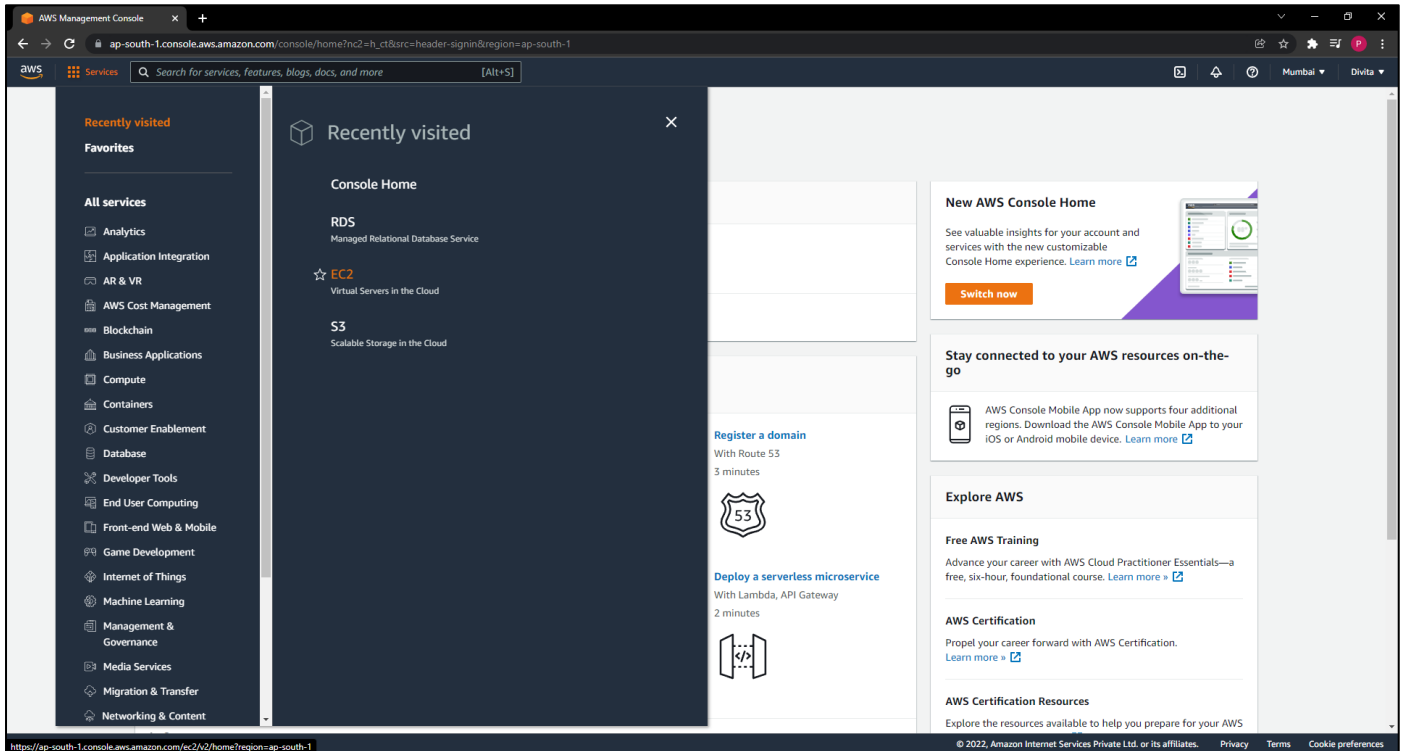 AWS Management Console
ap-south-1.console.aws.amazon.com/console/home?nc2=h_ct&src=header-signin&region=ap-south-1
P
aws
Services
Search for services, features, blogs, docs, and more
[Alt+S]
Mumbai
Divita
Recently visited
Favorites
All services
Analytics
Application Integration
AR & VR
AWS Cost Management
Blockchain
Business Applications
Compute
Containers
Customer Enablement
Database
Developer Tools
End User Computing
Front-end Web & Mobile
Game Development
Internet of Things
Machine Learning
Management &
Governance
Media Services
Migration & Transfer
Networking & Content
Recently visited
Console Home
RDS
Managed Relational Database Service
EC2
Virtual Servers in the Cloud
S3
Scalable Storage in the Cloud
Register a domain
With Route 53
3 minutes
53
Deploy a serverless microservice
With Lambda, API Gateway
2 minutes
</>
New AWS Console Home
See valuable insights for your account and
services with the new customizable
Console Home experience. Learn more
Switch now
Stay connected to your AWS resources on-the-
go
AWS Console Mobile App now supports four additional
regions. Download the AWS Console Mobile App to your
iOS or Android mobile device. Learn more
Explore AWS
Free AWS Training
Advance your career with AWS Cloud Practitioner Essentials—a
free, six-hour, foundational course. Learn more »
AWS Certification
Propel your career forward with AWS Certification.
Learn more »
AWS Certification Resources
Explore the resources available to help you prepare for your AWS
https://ap-south-1.console.aws.amazon.com/ec2/v2/home?region=ap-south-1
© 2022, Amazon Internet Services Private Ltd. or its affiliates.
Privacy
Terms
Cookie preferences